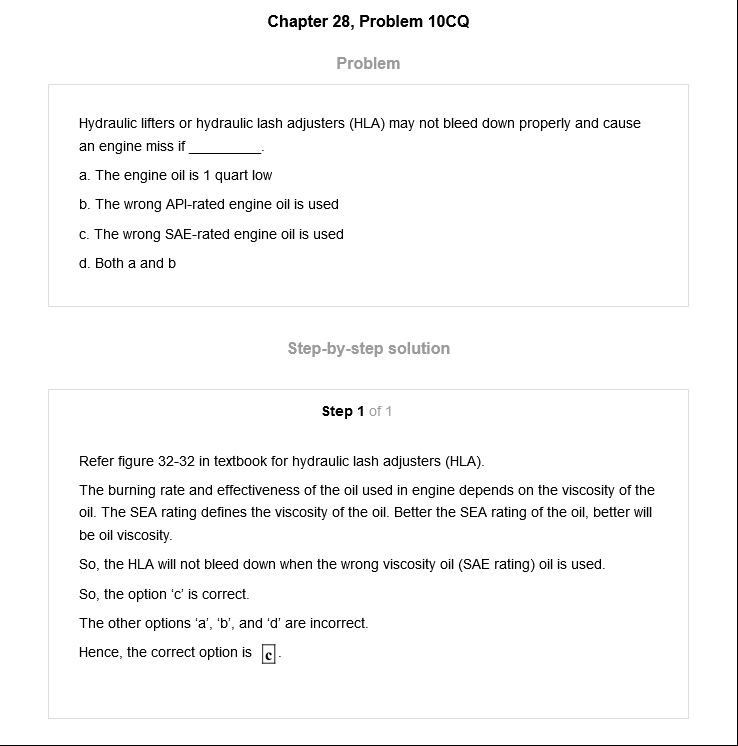 Chapter 28, Problem 10CQ
Problem
Hydraulic lifters or hydraulic lash adjusters (HLA) may not bleed down properly and cause
an engine miss if __________.
a. The engine oil is 1 quart low
b. The wrong API-rated engine oil is used
c. The wrong SAE-rated engine oil is used
d. Both a and b
Step-by-step solution
Step 1 of 1
Refer figure 32-32 in textbook for hydraulic lash adjusters (HLA).
The burning rate and effectiveness of the oil used in engine depends on the viscosity of the
oil. The SEA rating defines the viscosity of the oil. Better the SEA rating of the oil, better will
be oil viscosity.
So, the HLA will not bleed down when the wrong viscosity oil (SAE rating) oil is used.
So, the option ‘c’ is correct.
The other options ‘a’, ‘b’, and ‘d’ are incorrect.
Hence, the correct option is c.